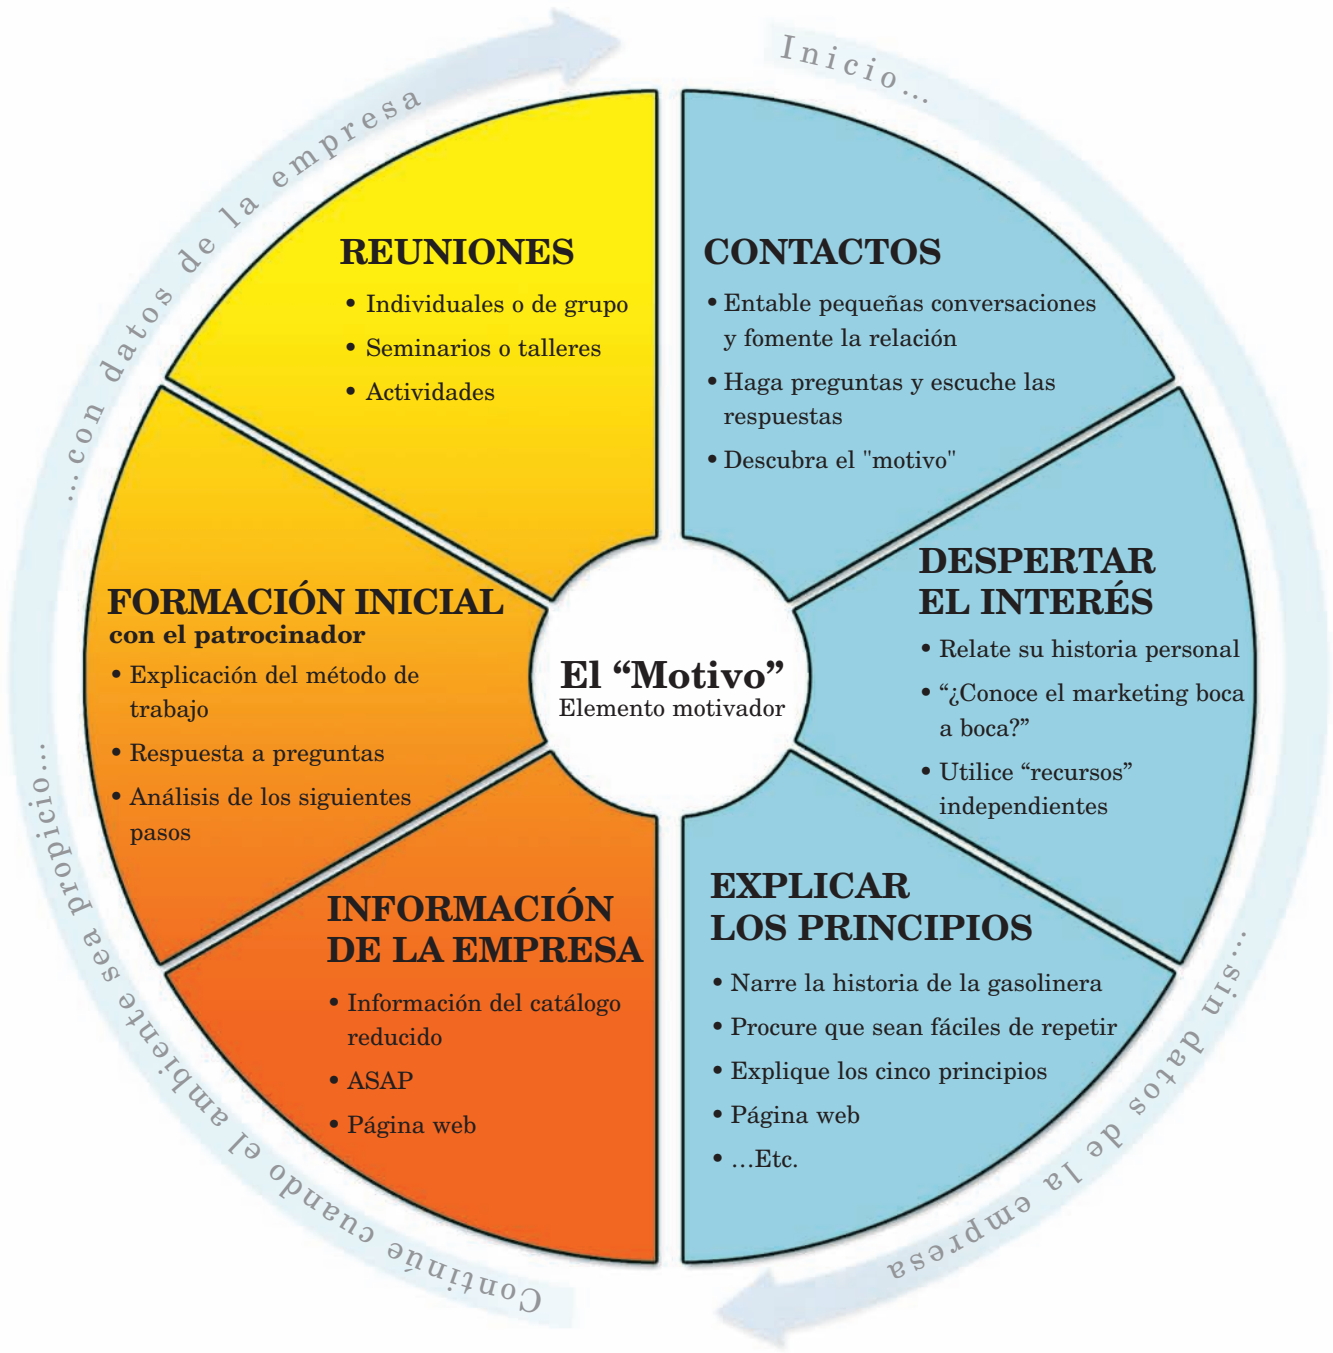 Inicio...
CONTACTOS
• Entable pequeñas conversaciones
y fomente la relación
• Haga preguntas y escuche las
respuestas
• Descubra el "motivo"
DESPERTAR
EL INTERÉS
• Relate su historia personal
• “¿Conoce el marketing boca
a boca?”
• Utilice “recursos”
independientes
EXPLICAR
LOS PRINCIPIOS
• Narre la historia de la gasolinera
• Procure que sean fáciles de repetir
• Explique los cinco principios
• Página web
• …Etc.
...sin datos de la empresa
Continúe cuando el ambiente sea propicio...
INFORMACIÓN
DE LA EMPRESA
• Información del catálogo
reducido
• ASAP
• Página web
FORMACIÓN INICIAL
con el patrocinador
• Explicación del método de
trabajo
• Respuesta a preguntas
• Análisis de los siguientes
pasos
REUNIONES
• Individuales o de grupo
• Seminarios o talleres
• Actividades
...con datos de la empresa
El “Motivo”
Elemento motivador